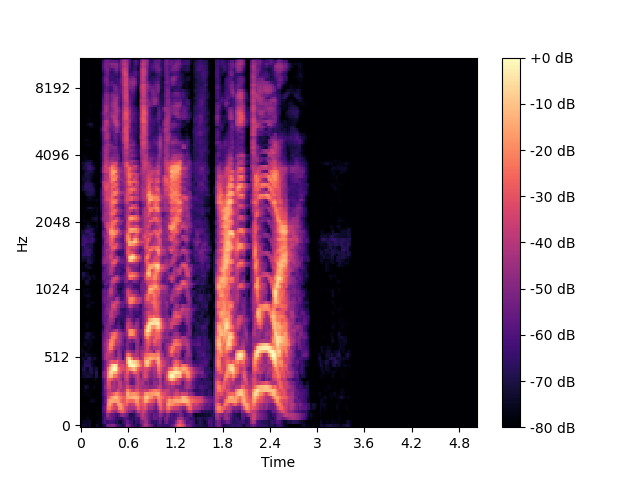 +0 dB
8192
-10 dB
4096
-20 dB
-30 dB
2048
Hz
-40 dB
1024
-50 dB
-60 dB
512
-70 dB
0
-80 dB
0 0.6 1.2 1.8 2.4 3 3.6 4.2 4.8
Time